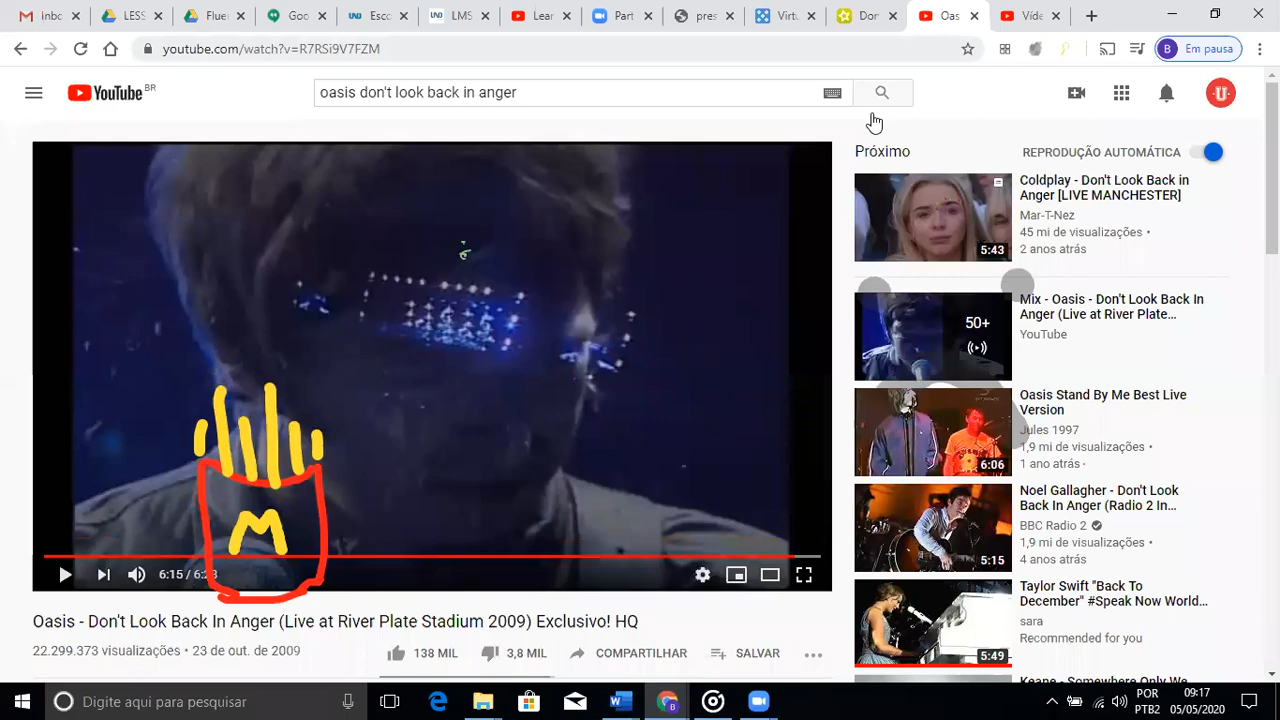 Inbo
LESS
Flue
Goo
Esco
LMS
Lear
Part
pres
Virtu
Dor
Oas
Víde
youtube.com/watch?v=R7RSi9V7FZM
B Em pausa
YouTube BR
oasis don't look back in anger
U
Próximo
REPRODUÇÃO AUTOMÁTICA
Coldplay - Don't Look Back in
Anger [LIVE MANCHESTER]
Mar-T-Nez
45 mi de visualizações •
2 anos atrás
5:43
Mix - Oasis - Don't Look Back In
Anger (Live at River Plate...
YouTube
50+
Oasis Stand By Me Best Live
Version
Jules 1997
1,9 mi de visualizações •
1 ano atrás
6:06
Noel Gallagher - Don't Look
Back In Anger (Radio 2 In...
BBC Radio 2
1,9 mi de visualizações •
4 anos atrás
5:15
Taylor Swift "Back To
December" #Speak Now World...
sara
Recommended for you
5:49
Keane - Somewhere Only We
M
6:15 / 6:23
Oasis - Don't Look Back In Anger (Live at River Plate Stadium 2009) Exclusivo! HQ
22.299.373 visualizações • 23 de out. de 2009
138 MIL
3,8 MIL
COMPARTILHAR
SALVAR
Digite aqui para pesquisar
POR
PTB2
09:17
05/05/2020